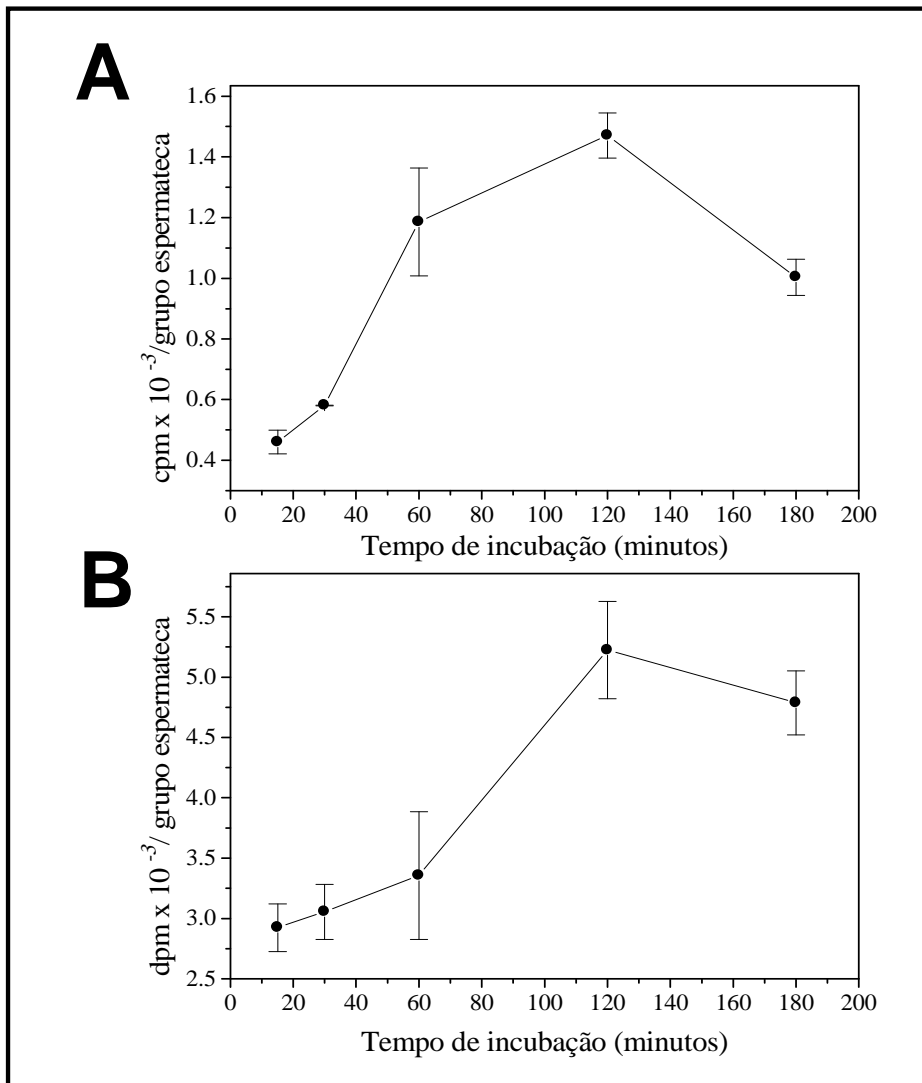 A
cpm x 10 -3/grupo espermateca
1.6
1.4
1.2
1.0
0.8
0.6
0.4
0 20 40 60 80 100 120 140 160 180 200
Tempo de incubação (minutos)
B
dpm x 10 -3/ grupo espermateca
5.5
5.0
4.5
4.0
3.5
3.0
2.5
0 20 40 60 80 100 120 140 160 180 200
Tempo de incubação (minutos)